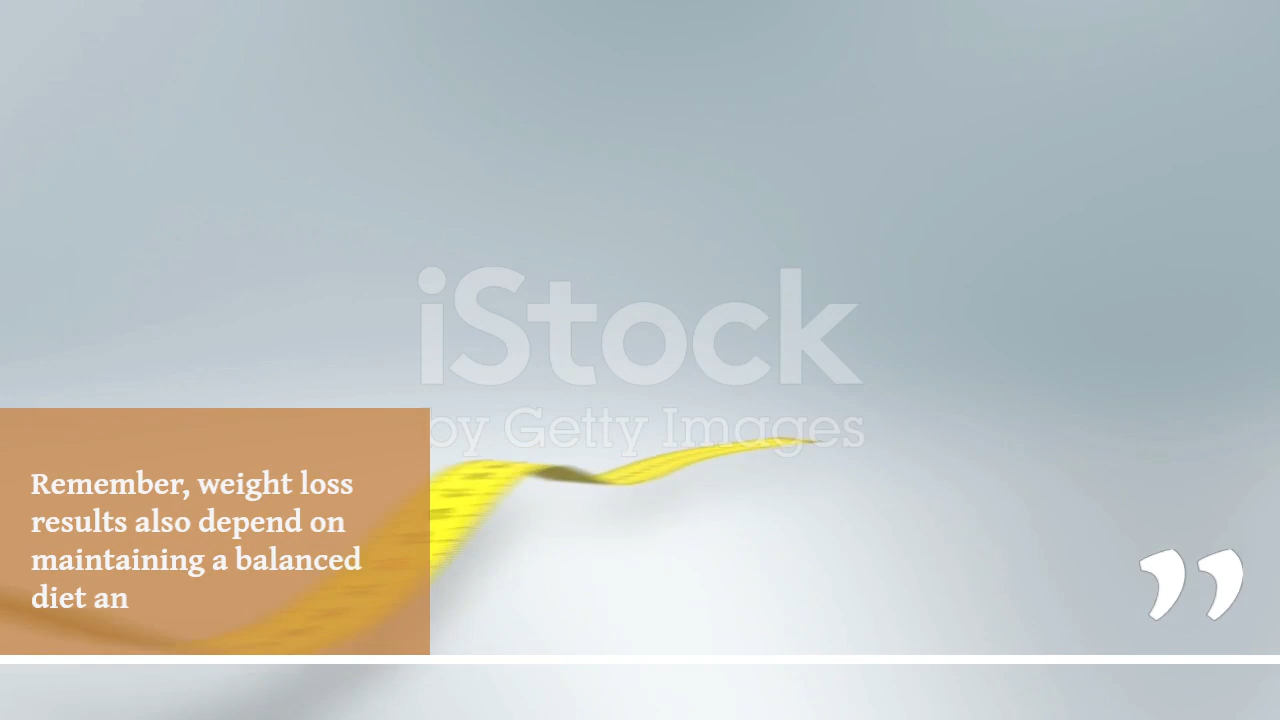 iStock
by Getty Images
Remember, weight loss
results also depend on
maintaining a balanced
diet an
”